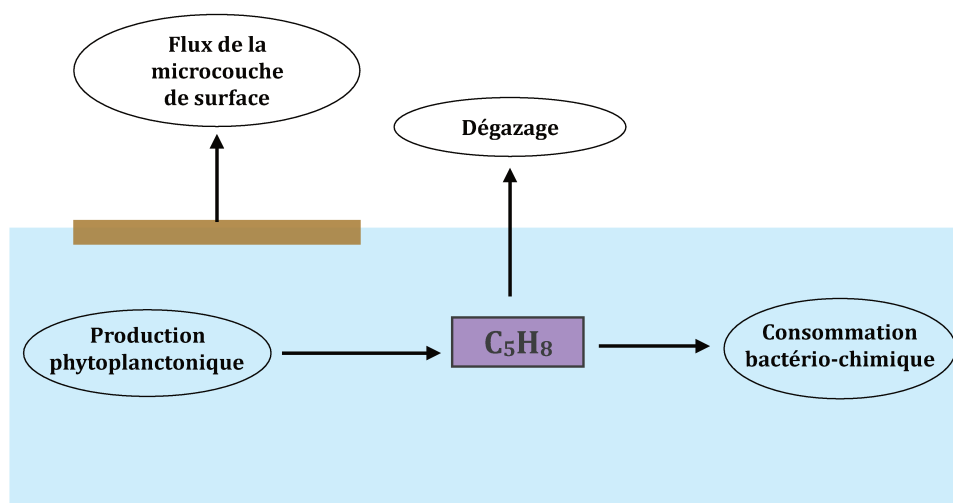 Flux de la
microcouche
de surface
Dégazage
Production
phytoplanctonique
C₅H₈
Consommation
bactério-chimique